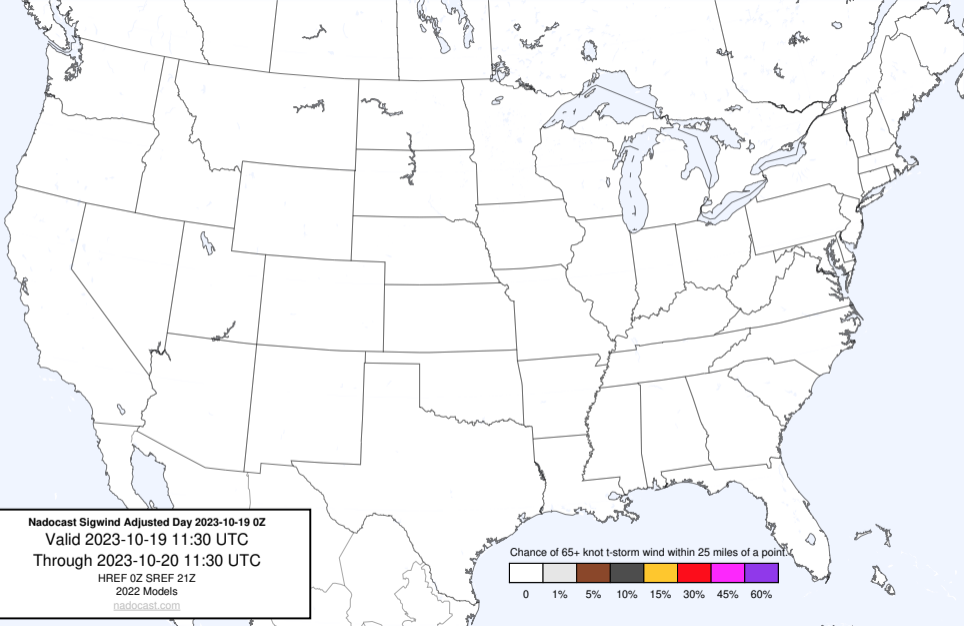 Nadocast Sigwind Adjusted Day 2023-10-19 0Z
Valid 2023-10-19 11:30 UTC
Through 2023-10-20 11:30 UTC
HREF 0Z SREF 21Z
2022 Models
nadocast.com
Chance of 65+ knot t-storm wind within 25 miles of a point.
0 1% 5% 10% 15% 30% 45% 60%